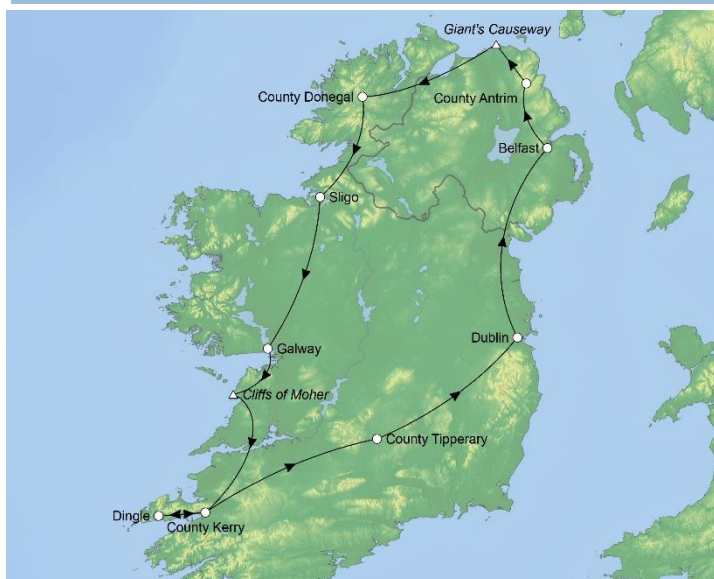 Giant's Causeway
County Donegal
County Antrim
Belfast
Sligo
Dublin
Galway
Cliffs of Moher
County Tipperary
Dingle
County Kerry